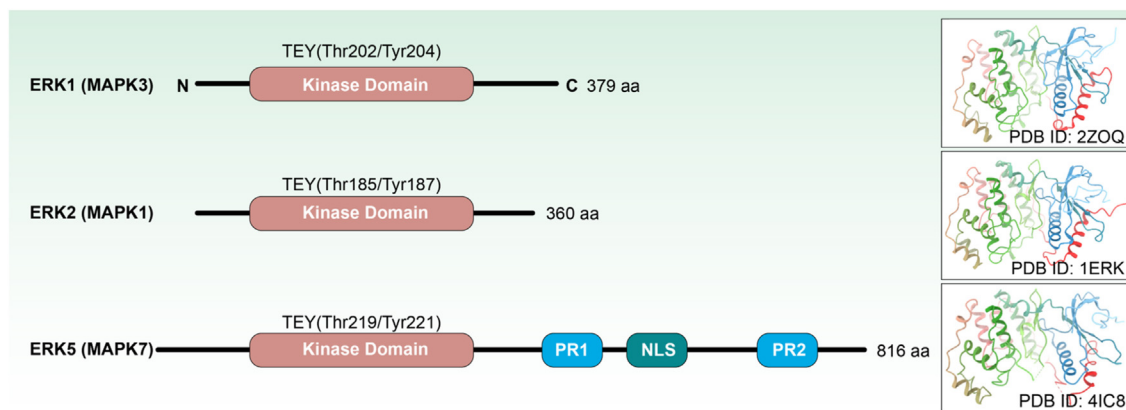 TEY(Thr202/Tyr204)
ERK1 (MAPK3) N Kinase Domain C 379 aa
PDB ID: 2ZOQ
TEY(Thr185/Tyr187)
ERK2 (MAPK1) Kinase Domain 360 aa
PDB ID: 1ERK
TEY(Thr219/Tyr221)
ERK5 (MAPK7) Kinase Domain PR1 NLS PR2 816 aa
PDB ID: 4IC8